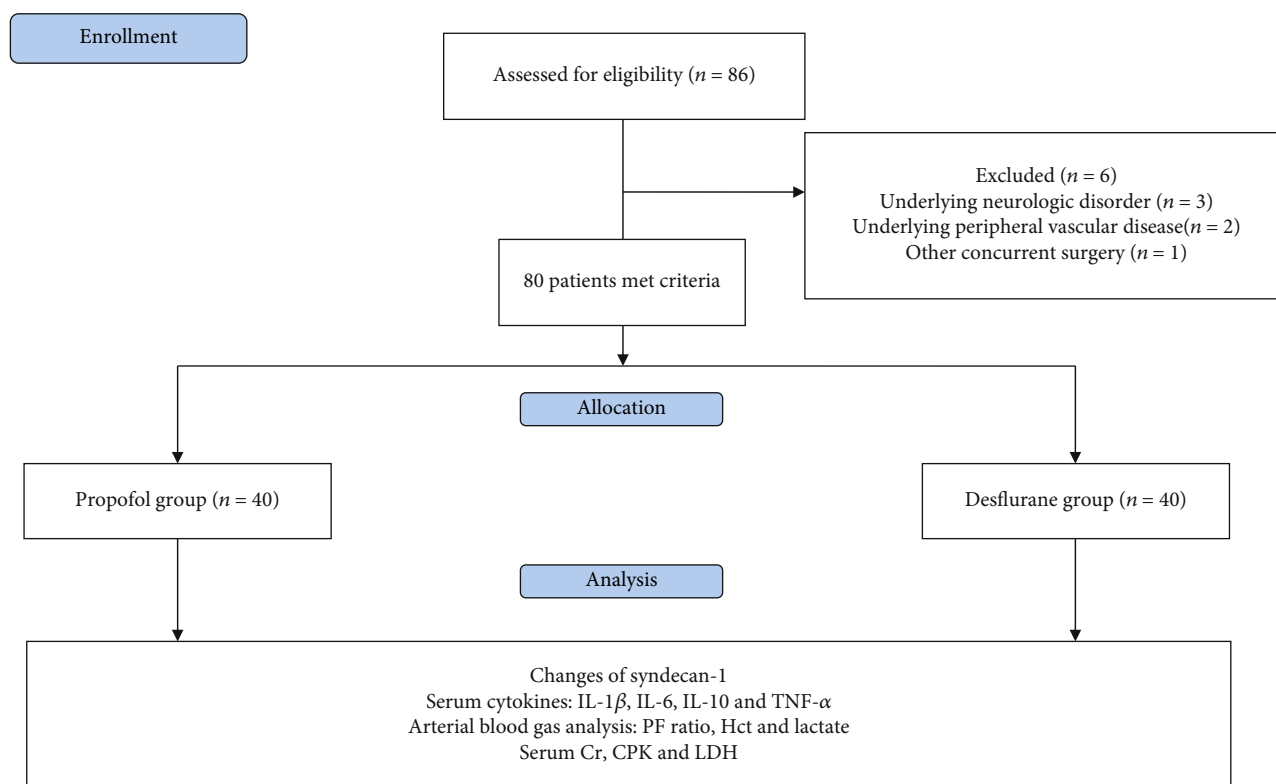 Enrollment
Assessed for eligibility (n = 86)
Excluded (n = 6)
Underlying neurologic disorder (n = 3)
Underlying peripheral vascular disease(n = 2)
Other concurrent surgery (n = 1)
80 patients met criteria
Allocation
Propofol group (n = 40)
Desflurane group (n = 40)
Analysis
Changes of syndecan-1
Serum cytokines: IL-1β, IL-6, IL-10 and TNF-α
Arterial blood gas analysis: PF ratio, Hct and lactate
Serum Cr, CPK and LDH